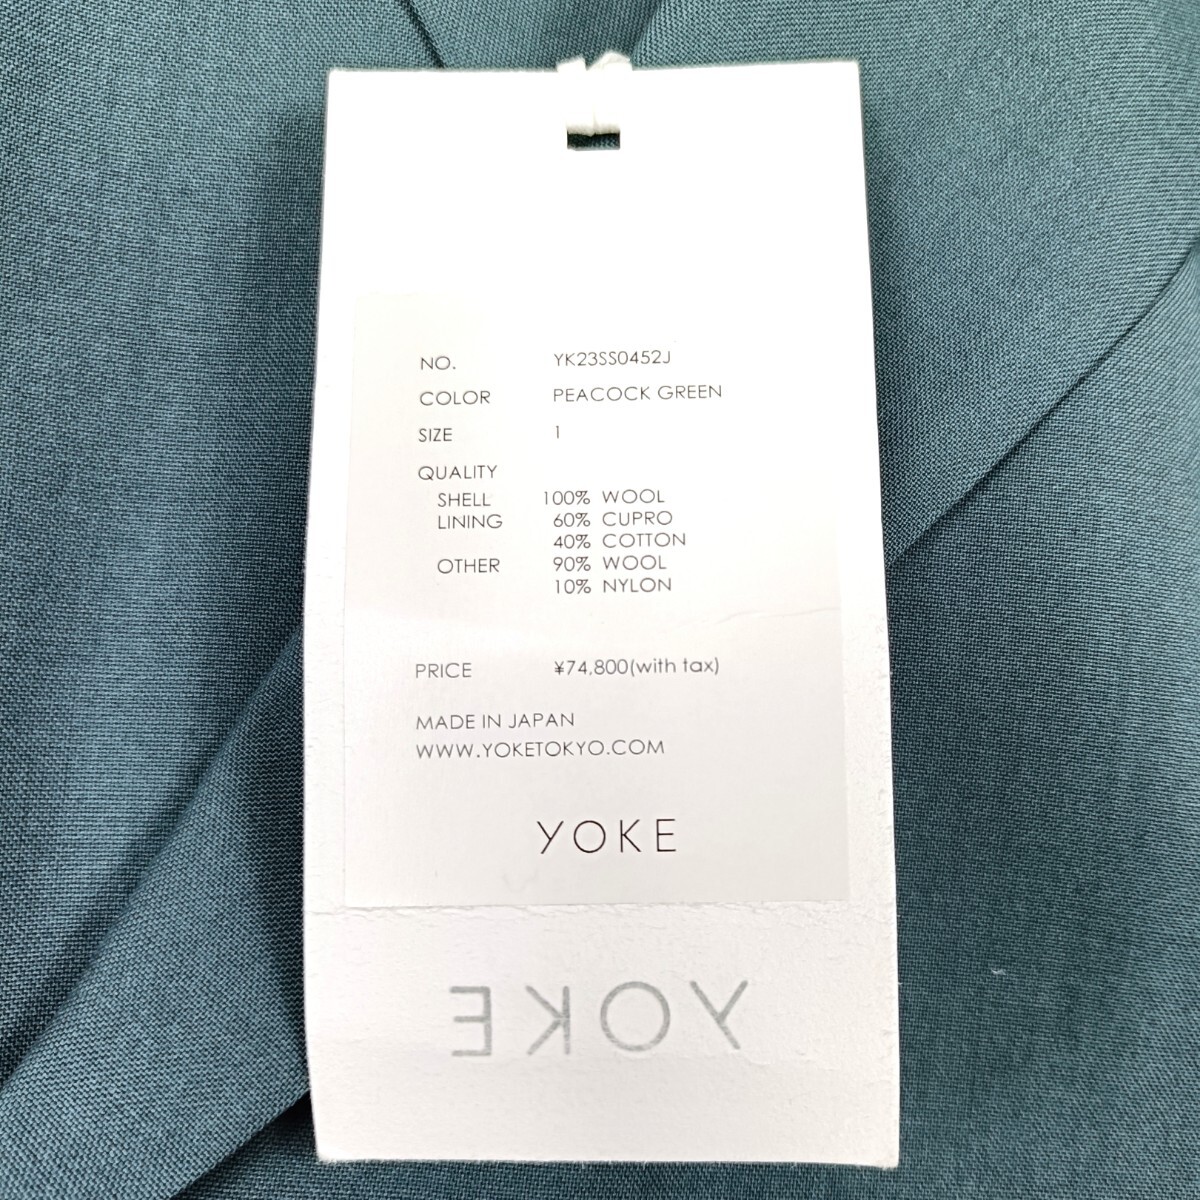 NO. YK23SS0452J
COLOR PEACOCK GREEN
SIZE 1
QUALITY
SHELL 100% WOOL
LINING 60% CUPRO
40% COTTON
OTHER 90% WOOL
10% NYLON
PRICE ¥74,800(with tax)
MADE IN JAPAN
WWW.YOKETOKYO.COM
YOKE
YOKE